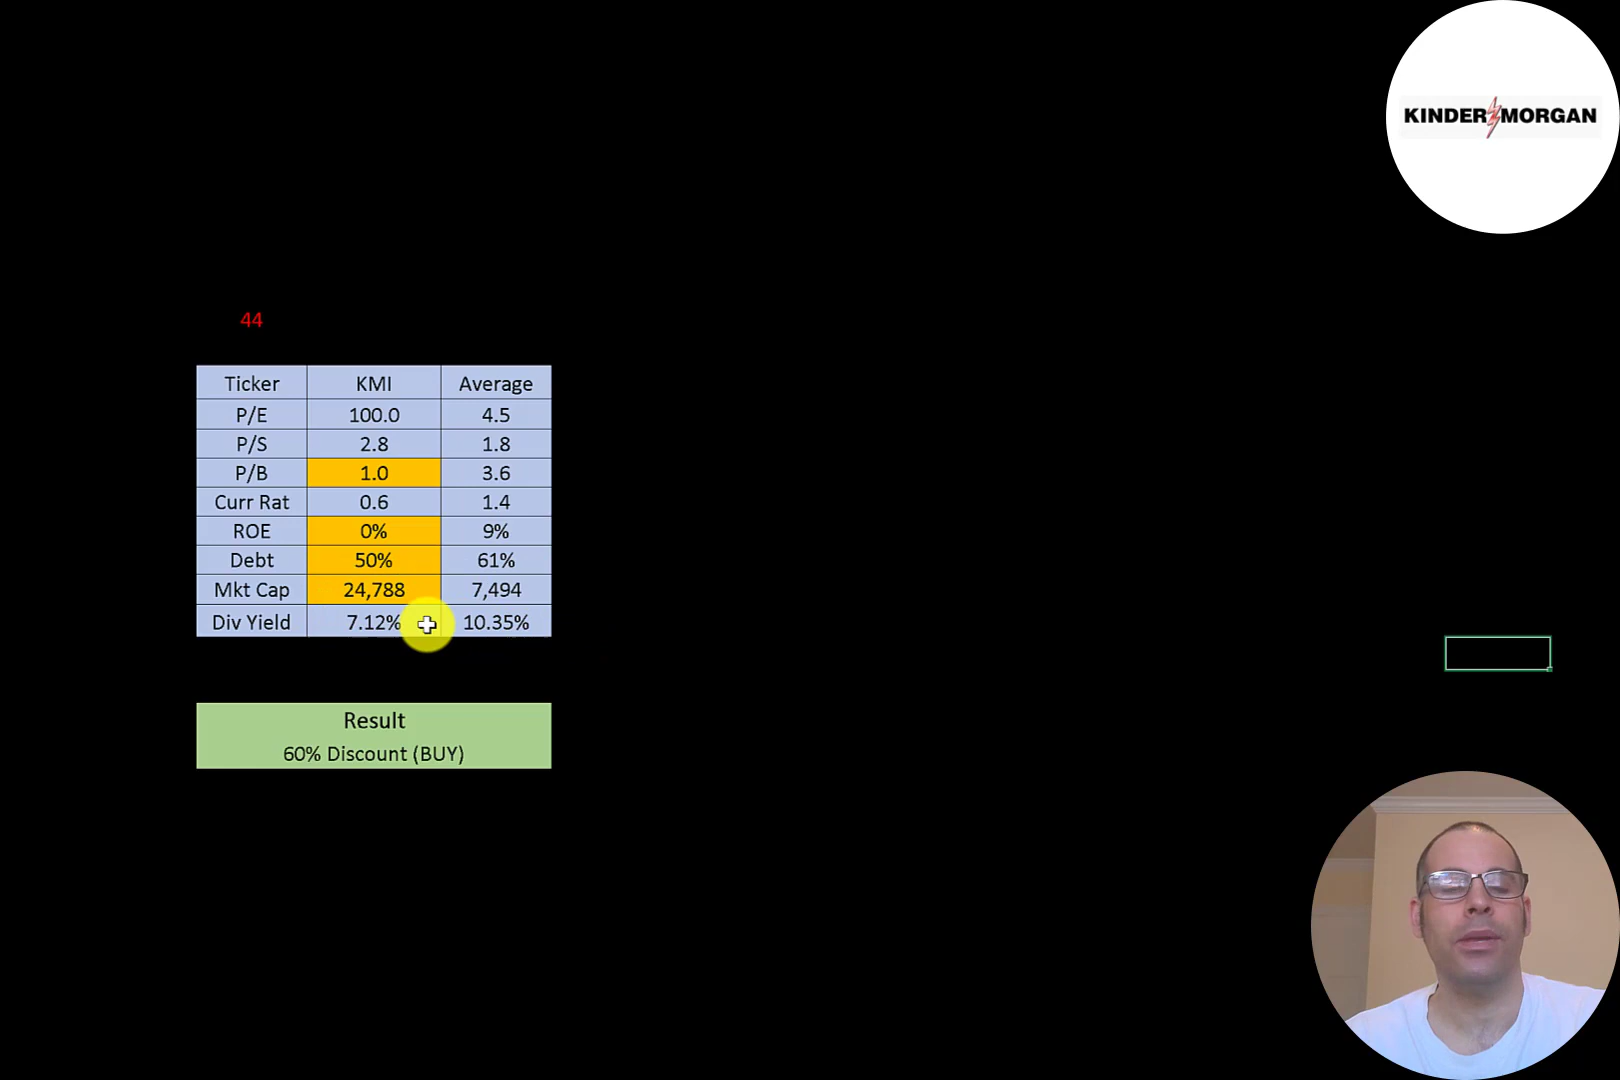 KINDER MORGAN
44
Ticker KMI Average
P/E 100.0 4.5
P/S 2.8 1.8
P/B 1.0 3.6
Curr Rat 0.6 1.4
ROE 0% 9%
Debt 50% 61%
Mkt Cap 24,788 7,494
Div Yield 7.12% 10.35%
Result
60% Discount (BUY)